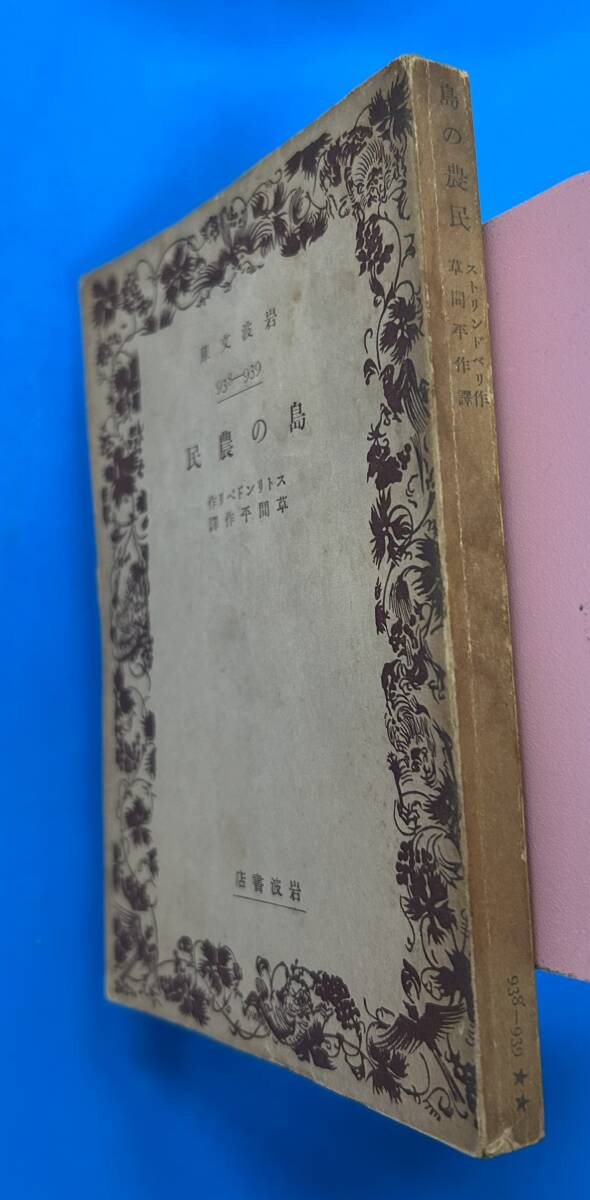 岩波文庫
938—939
島の農民
ストリンドベリ作
草間平作譯
岩波書店
島の農民
ストリンドベリ作
草間平作譯
938—939 ★★